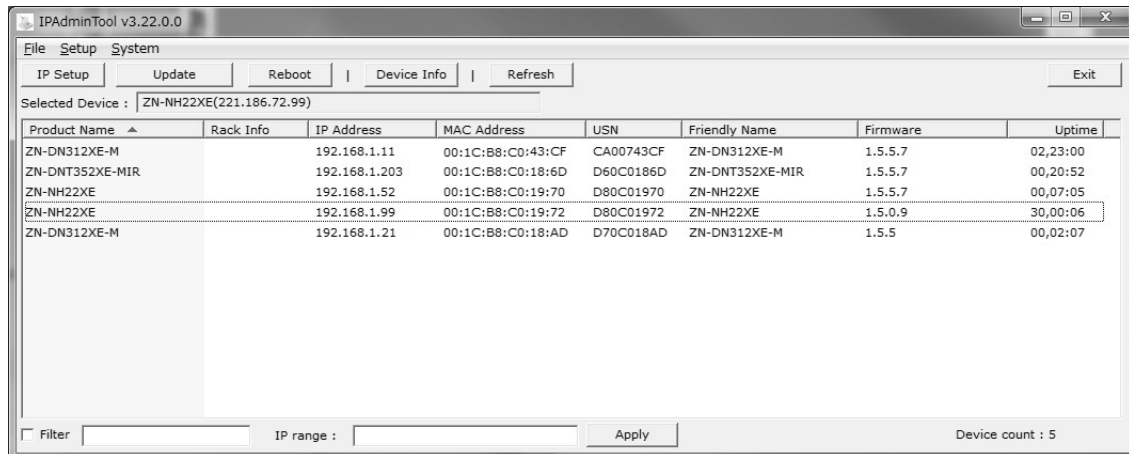 IPAdminTool v3.22.0.0
File Setup System
IP Setup Update Reboot | Device Info | Refresh Exit
Selected Device : ZN-NH22XE(221.186.72.99)
Product Name Rack Info IP Address MAC Address USN Friendly Name Firmware Uptime
ZN-DN312XE-M 192.168.1.11 00:1C:B8:C0:43:CF CA00743CF ZN-DN312XE-M 1.5.5.7 02,23:00
ZN-DNT352XE-MIR 192.168.1.203 00:1C:B8:C0:18:6D D60C0186D ZN-DNT352XE-MIR 1.5.5.7 00,20:52
ZN-NH22XE 192.168.1.52 00:1C:B8:C0:19:70 D80C01970 ZN-NH22XE 1.5.5.7 00,07:05
ZN-NH22XE 192.168.1.99 00:1C:B8:C0:19:72 D80C01972 ZN-NH22XE 1.5.0.9 30,00:06
ZN-DN312XE-M 192.168.1.21 00:1C:B8:C0:18:AD D70C018AD ZN-DN312XE-M 1.5.5 00,02:07
Filter IP range : Apply Device count : 5